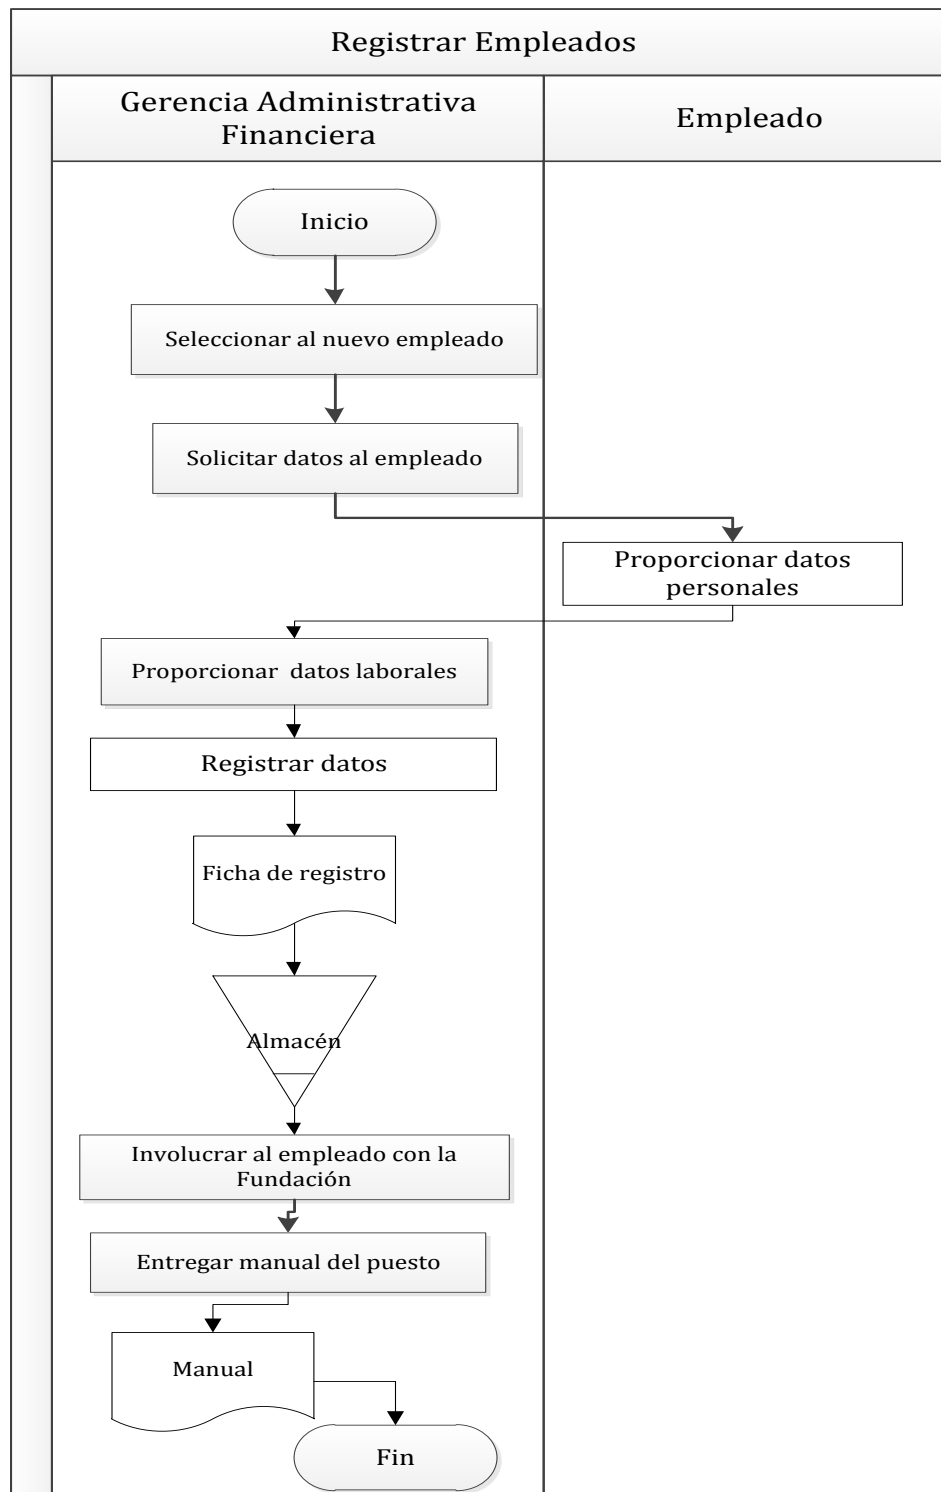 Registrar Empleados
Gerencia Administrativa
Financiera
Empleado
Inicio
Seleccionar al nuevo empleado
Solicitar datos al empleado
Proporcionar datos
personales
Proporcionar  datos laborales
Registrar datos
Ficha de registro
Almacén
Involucrar al empleado con la
Fundación
Entregar manual del puesto
Manual
Fin